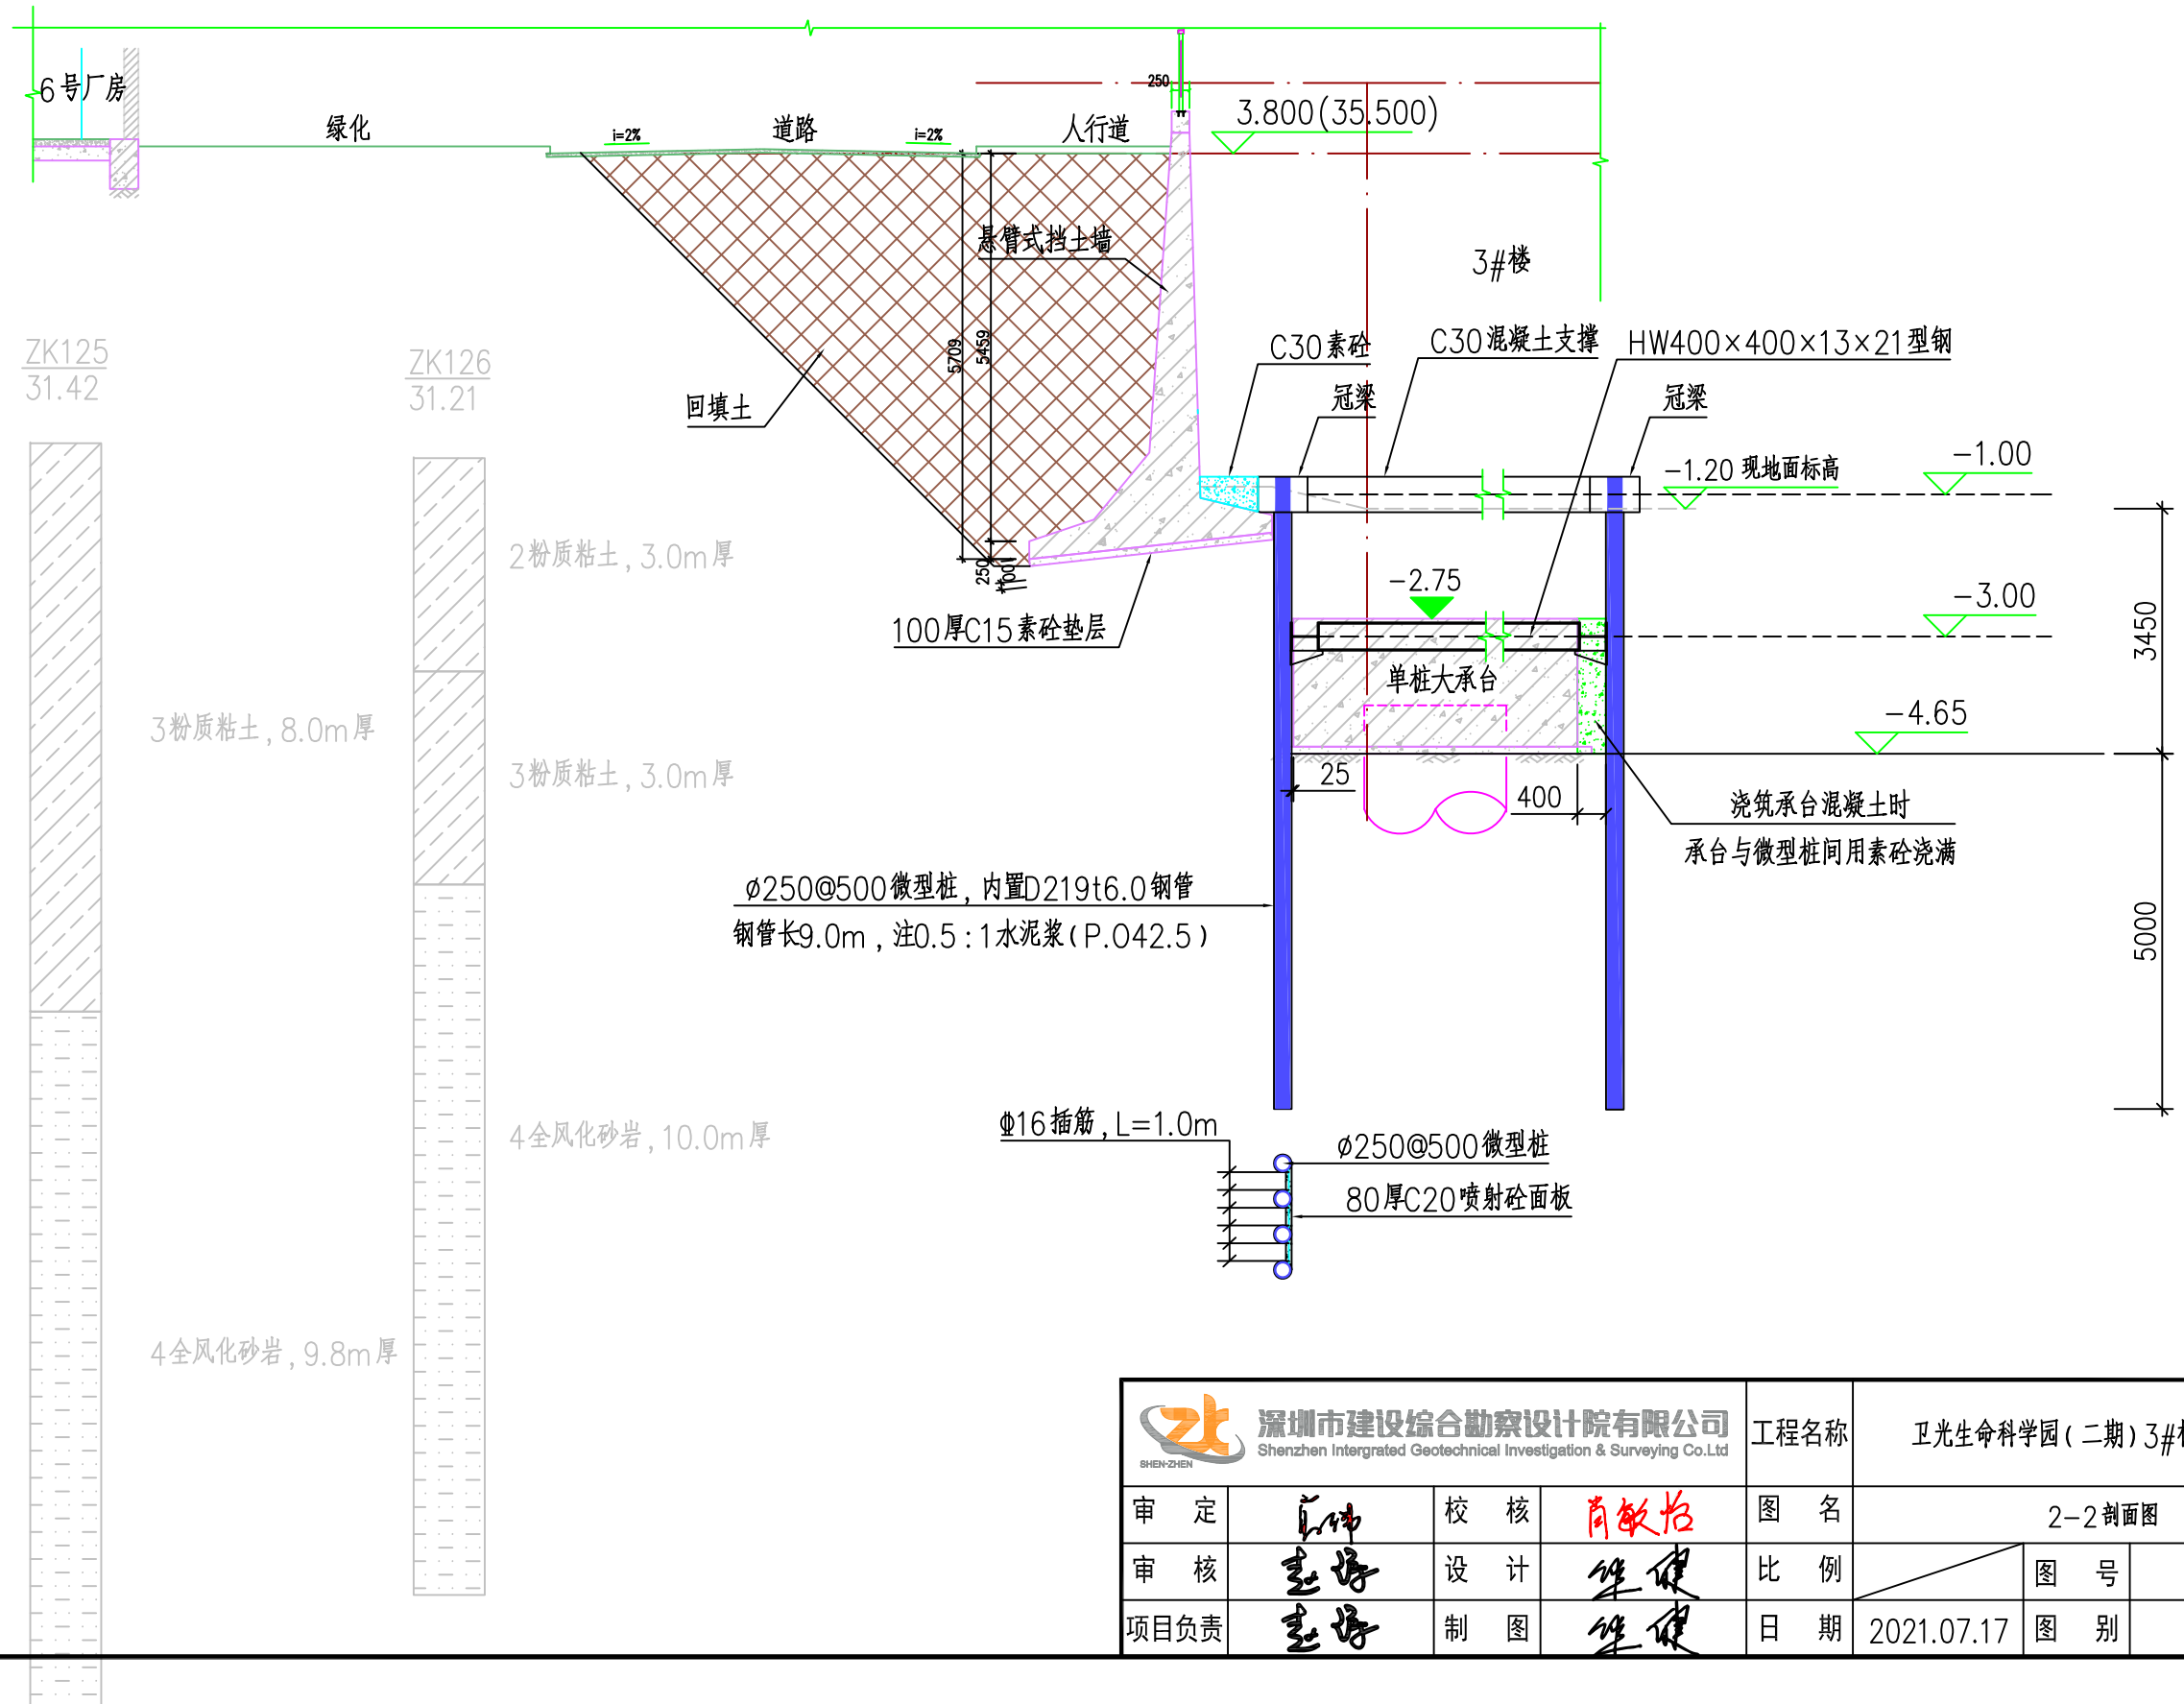 6号厂房
绿化
i=2%
道路
i=2%
人行道
250
3.800(35.500)
悬臂式挡土墙
3#楼
ZK125
31.42
ZK126
31.21
回填土
5709
5459
C30素砼
C30混凝土支撑
HW400×400×13×21型钢
冠梁
冠梁
-1.20 现地面标高
-1.00
2粉质粘土,3.0m厚
250
100
100厚C15素砼垫层
-2.75
-3.00
3450
单桩大承台
3粉质粘土,8.0m厚
3粉质粘土,3.0m厚
-4.65
25
400
浇筑承台混凝土时
承台与微型桩间用素砼浇满
ø250@500微型桩,内置D219t6.0钢管
钢管长9.0m,注0.5:1水泥浆(P.O42.5)
5000
4全风化砂岩,10.0m厚
Φ16插筋,L=1.0m
ø250@500微型桩
80厚C20喷射砼面板
4全风化砂岩,9.8m厚
SHEN-ZHEN
深圳市建设综合勘察设计院有限公司
Shenzhen Intergrated Geotechnical Investigation & Surveying Co.Ltd
工程名称
卫光生命科学园(二期)3#
审 定
校 核
肖敏怡
图 名
2-2剖面图
审 核
设 计
华健
比 例
图 号
项目负责
制 图
华健
日 期
2021.07.17
图 别